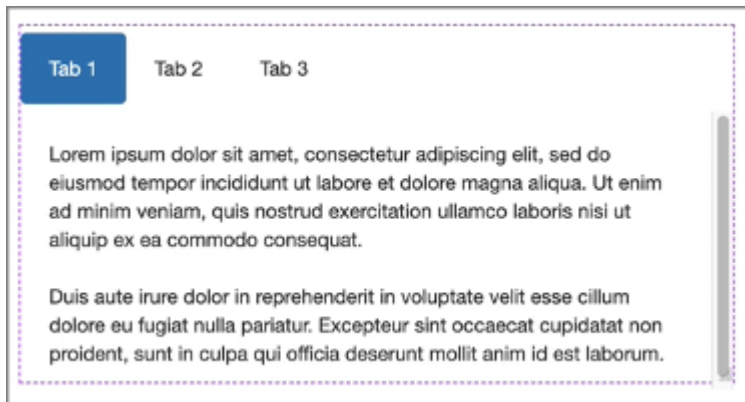 Tab 1 Tab 2 Tab 3
Lorem ipsum dolor sit amet, consectetur adipiscing elit, sed do
eiusmod tempor incididunt ut labore et dolore magna aliqua. Ut enim
ad minim veniam, quis nostrud exercitation ullamco laboris nisi ut
aliquip ex ea commodo consequat.
Duis aute irure dolor in reprehenderit in voluptate velit esse cillum
dolore eu fugiat nulla pariatur. Excepteur sint occaecat cupidatat non
proident, sunt in culpa qui officia deserunt mollit anim id est laborum.